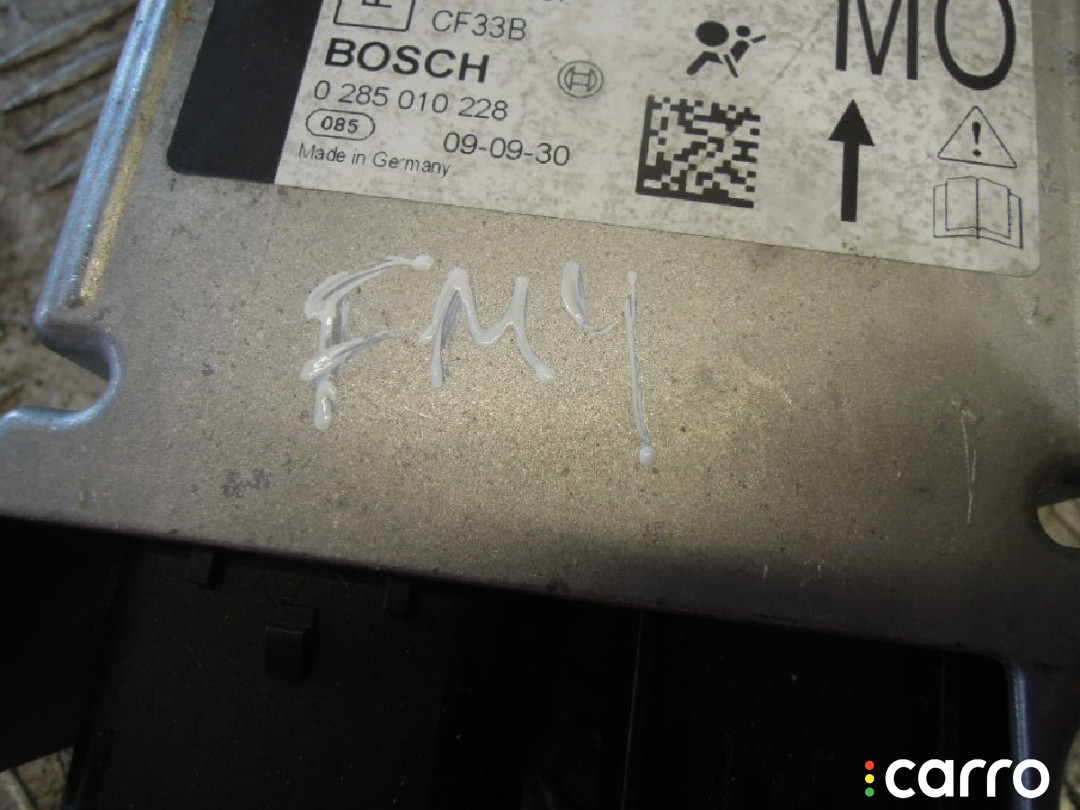 CF33B
MO
BOSCH
0 285 010 228
085
09-09-30
Made in Germany
FM4
carro